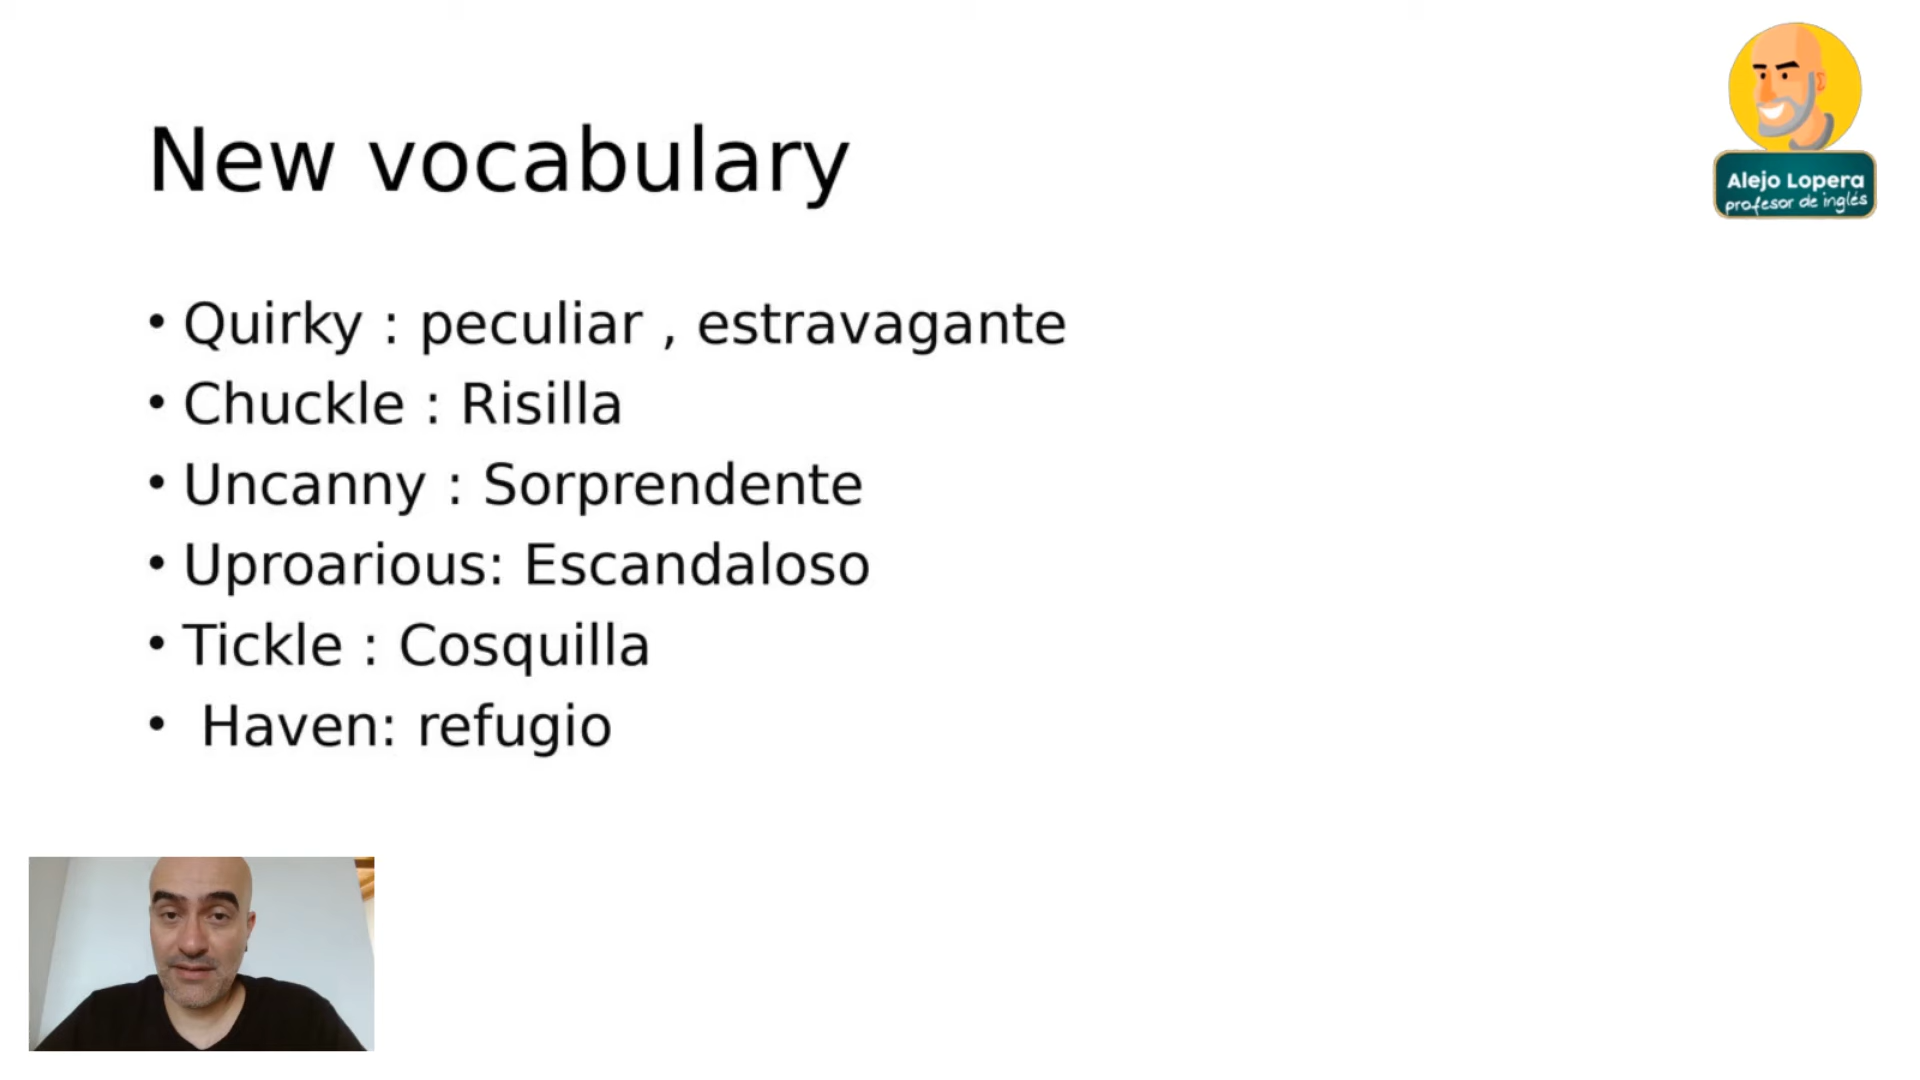 New vocabulary
Alejo Lopera
profesor de inglés
• Quirky : peculiar , estravagante
• Chuckle : Risilla
• Uncanny : Sorprendente
• Uproarious: Escandaloso
• Tickle : Cosquilla
• Haven: refugio